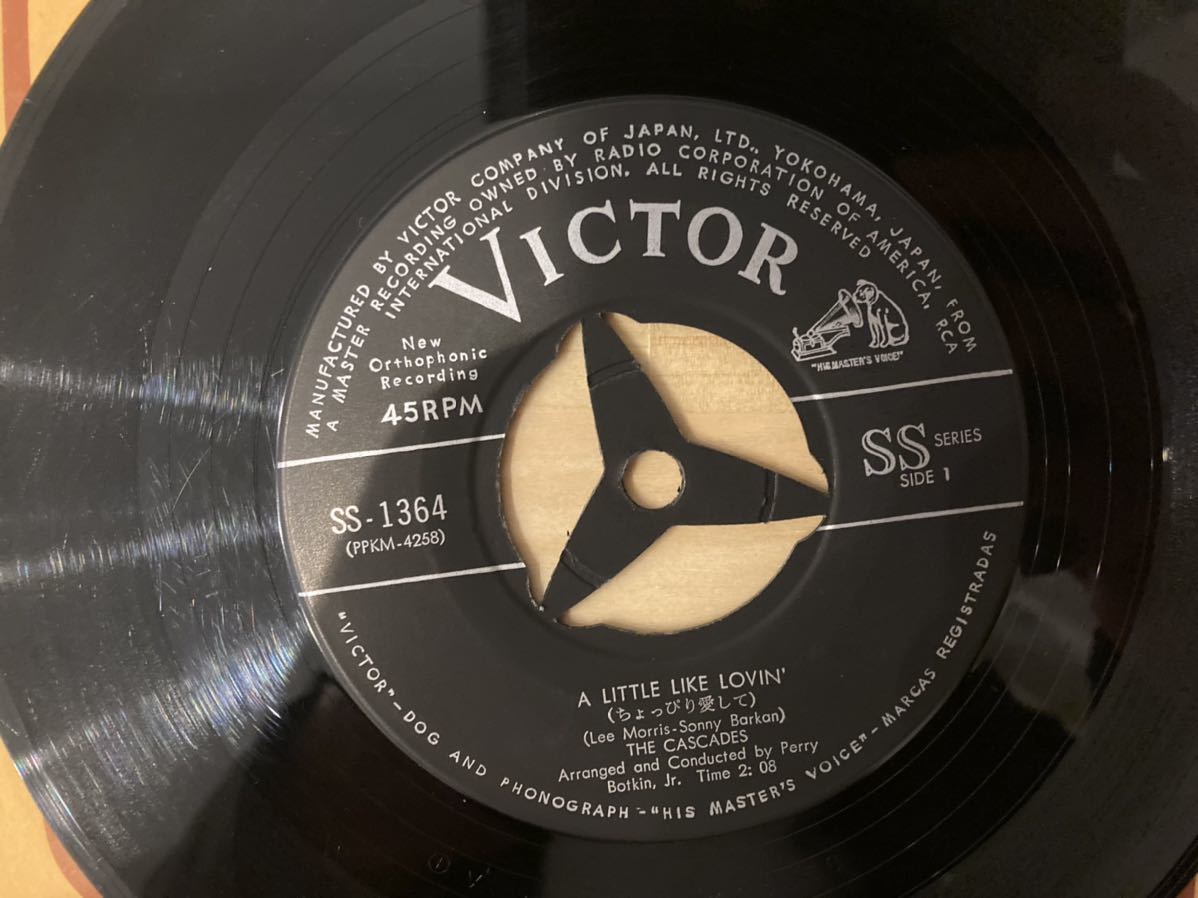 MANUFACTURED BY VICTOR COMPANY OF JAPAN, LTD., YOKOHAMA, JAPAN, FROM
A MASTER RECORDING OWNED BY RADIO CORPORATION OF AMERICA, RCA
INTERNATIONAL DIVISION. ALL RIGHTS RESERVED
VICTOR
"HIS MASTER'S VOICE"
New
Orthophonic
Recording
45RPM
SS SERIES
SIDE 1
SS-1364
(PPKM-4258)
A LITTLE LIKE LOVIN'
(ちょっぴり愛して)
(Lee Morris-Sonny Barkan)
THE CASCADES
Arranged and Conducted by Perry
Botkin, Jr. Time 2: 08
"VICTOR"-DOG AND PHONOGRAPH-"HIS MASTER'S VOICE"-MARCAS REGISTRADAS